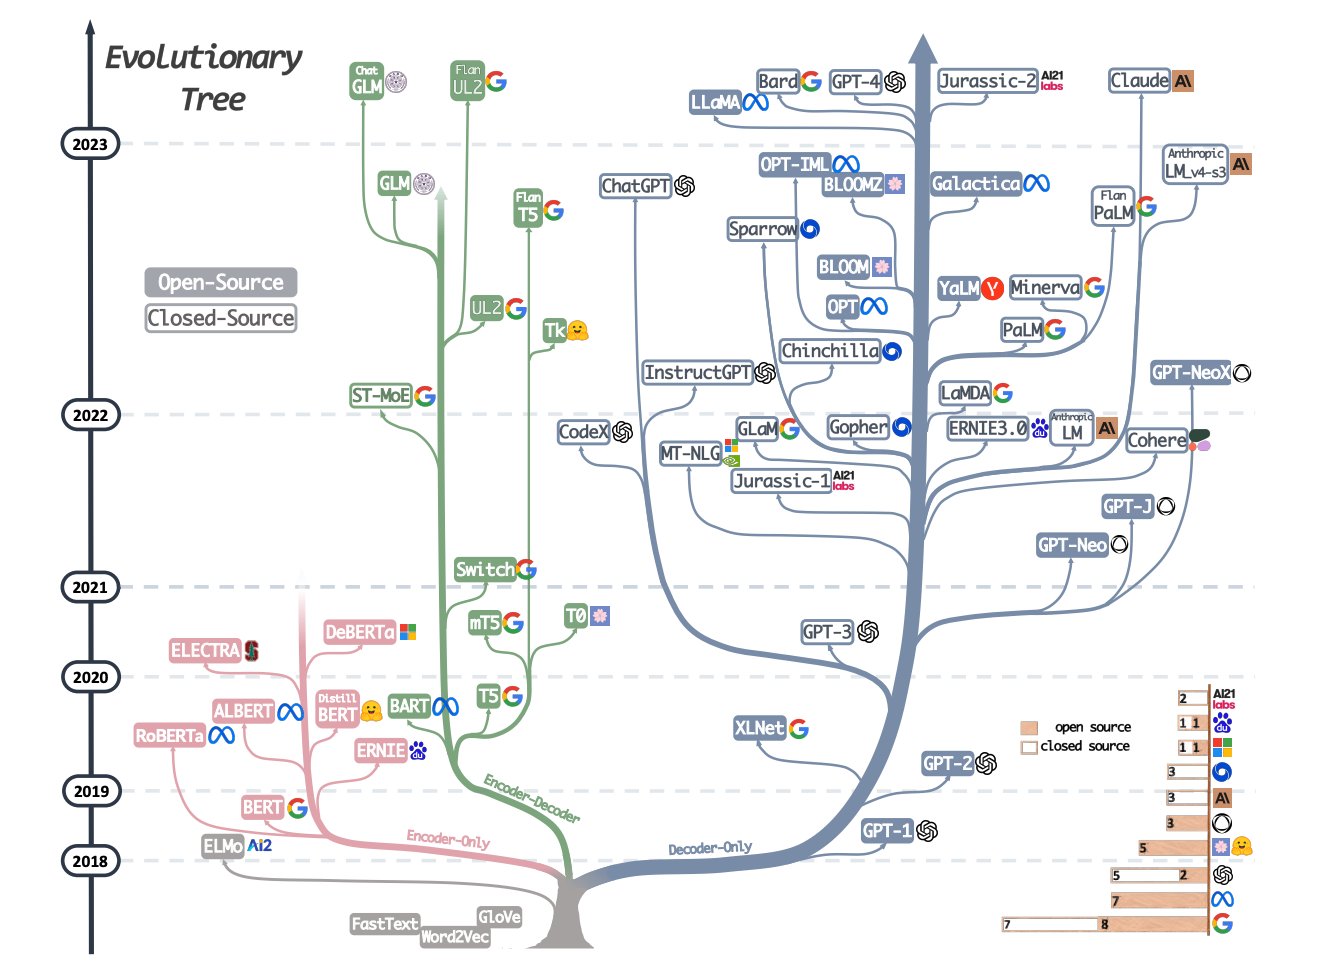 Evolutionary
Tree
Open-Source
Closed-Source
2023
2022
2021
2020
2019
2018
Chat
GLM
Flan
UL2
GLM
Flan
T5
UL2
Tk
ST-MoE
Switch
mT5
T0
T5
BART
Encoder-Decoder
DeBERTa
ELECTRA
Distill
BERT
ALBERT
RoBERTa
ERNIE
BERT
Encoder-Only
ELMo AI2
FastText
GloVe
Word2Vec
Bard
GPT-4
Jurassic-2 AI21 labs
Claude A\
LLaMA
OPT-IML
BLOOMZ
ChatGPT
Galactica
Anthropic
LM_v4-s3 A\
Flan
PaLM
Sparrow
BLOOM
OPT
YaLM Y
Minerva
PaLM
Chinchilla
InstructGPT
GPT-NeoX
LaMDA
CodeX
GLaM
Gopher
ERNIE3.0 du
Anthropic
LM A\
Cohere
MT-NLG
Jurassic-1 AI21 labs
GPT-J
GPT-Neo
GPT-3
XLNet
GPT-2
GPT-1
Decoder-Only
open source
closed source
2 AI21 labs
1 1 du
1 1
3
3 A\
3
5
5 2
7
7 8